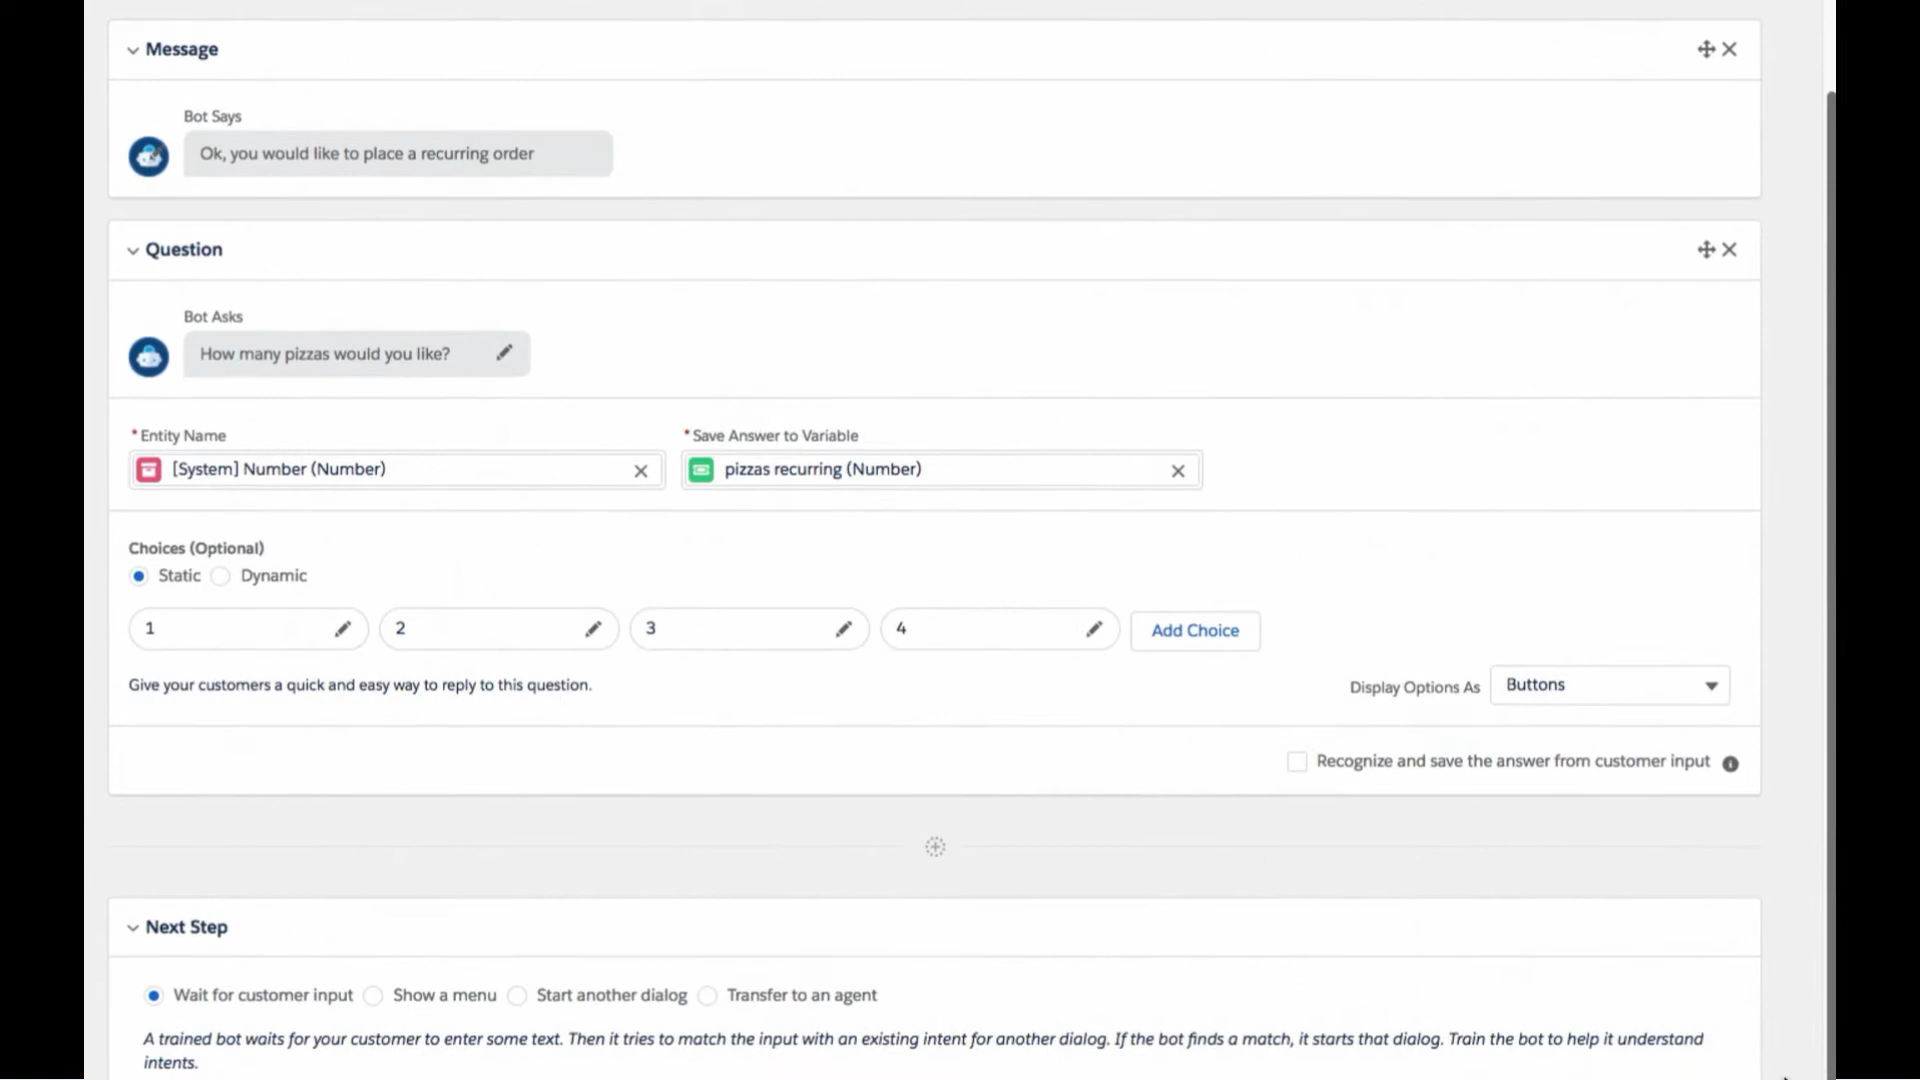 Message
Bot Says
Ok, you would like to place a recurring order
Question
Bot Asks
How many pizzas would you like?
*Entity Name
*Save Answer to Variable
[System] Number (Number)
pizzas recurring (Number)
Choices (Optional)
Static
Dynamic
1
2
3
4
Add Choice
Give your customers a quick and easy way to reply to this question.
Display Options As
Buttons
Recognize and save the answer from customer input
Next Step
Wait for customer input
Show a menu
Start another dialog
Transfer to an agent
A trained bot waits for your customer to enter some text. Then it tries to match the input with an existing intent for another dialog. If the bot finds a match, it starts that dialog. Train the bot to help it understand
intents.